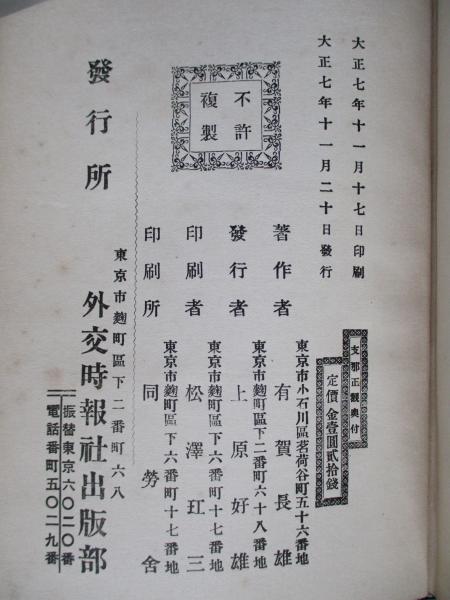 大正七年十一月十七日印刷
大正七年十一月二十日發行
不許
複製
支那正觀奧付
定價金壹圓貳拾錢
著作者
東京市小石川區茗荷谷町五十六番地
有賀長雄
發行者
東京市麴町區下二番町六十八番地
上原好雄
印刷者
東京市麴町區下六番町十七番地
松澤玒三
印刷所
東京市麴町區下六番町十七番地
同勞舍
發行所
東京市麴町區下二番町六八
外交時報社出版部
振替東京六〇二〇番
電話番町五〇二九番